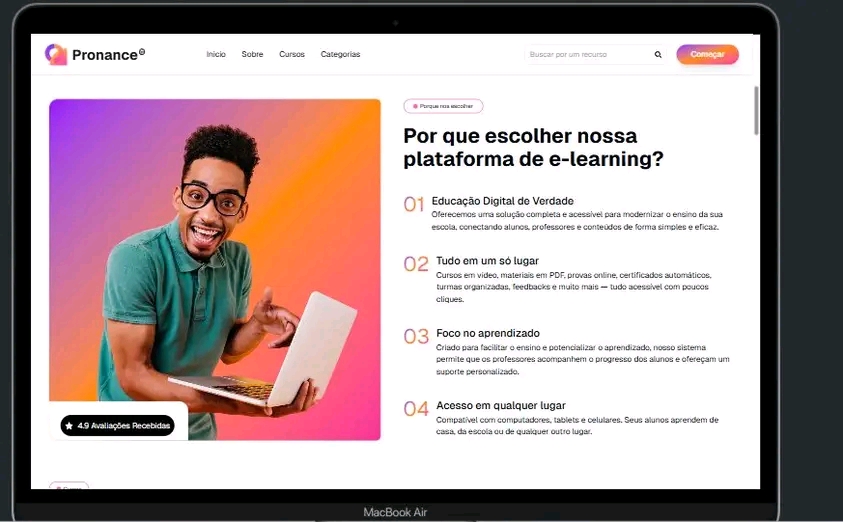 Pronance
Início Sobre Cursos Categorias
Buscar por um recurso
Começar
Porque nos escolher
Por que escolher nossa
plataforma de e-learning?
01 Educação Digital de Verdade
Oferecemos uma solução completa e acessível para modernizar o ensino da sua
escola, conectando alunos, professores e conteúdos de forma simples e eficaz.
02 Tudo em um só lugar
Cursos em vídeo, materiais em PDF, provas online, certificados automáticos,
turmas organizadas, feedbacks e muito mais — tudo acessível com poucos
cliques.
03 Foco no aprendizado
Criado para facilitar o ensino e potencializar o aprendizado, nosso sistema
permite que os professores acompanhem o progresso dos alunos e ofereçam um
suporte personalizado.
04 Acesso em qualquer lugar
Compatível com computadores, tablets e celulares. Seus alunos aprendem de
casa, da escola ou de qualquer outro lugar.
4.9 Avaliações Recebidas
MacBook Air